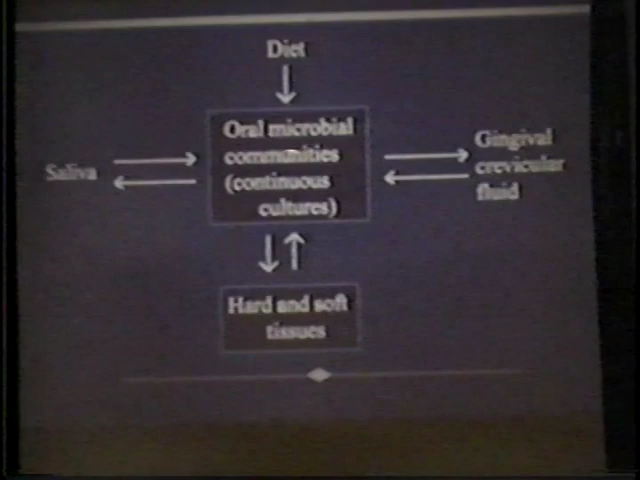 Diet
Oral microbial
communities
(continuous
cultures)
Saliva
Gingival
crevicular
fluid
Hard and soft
tissues